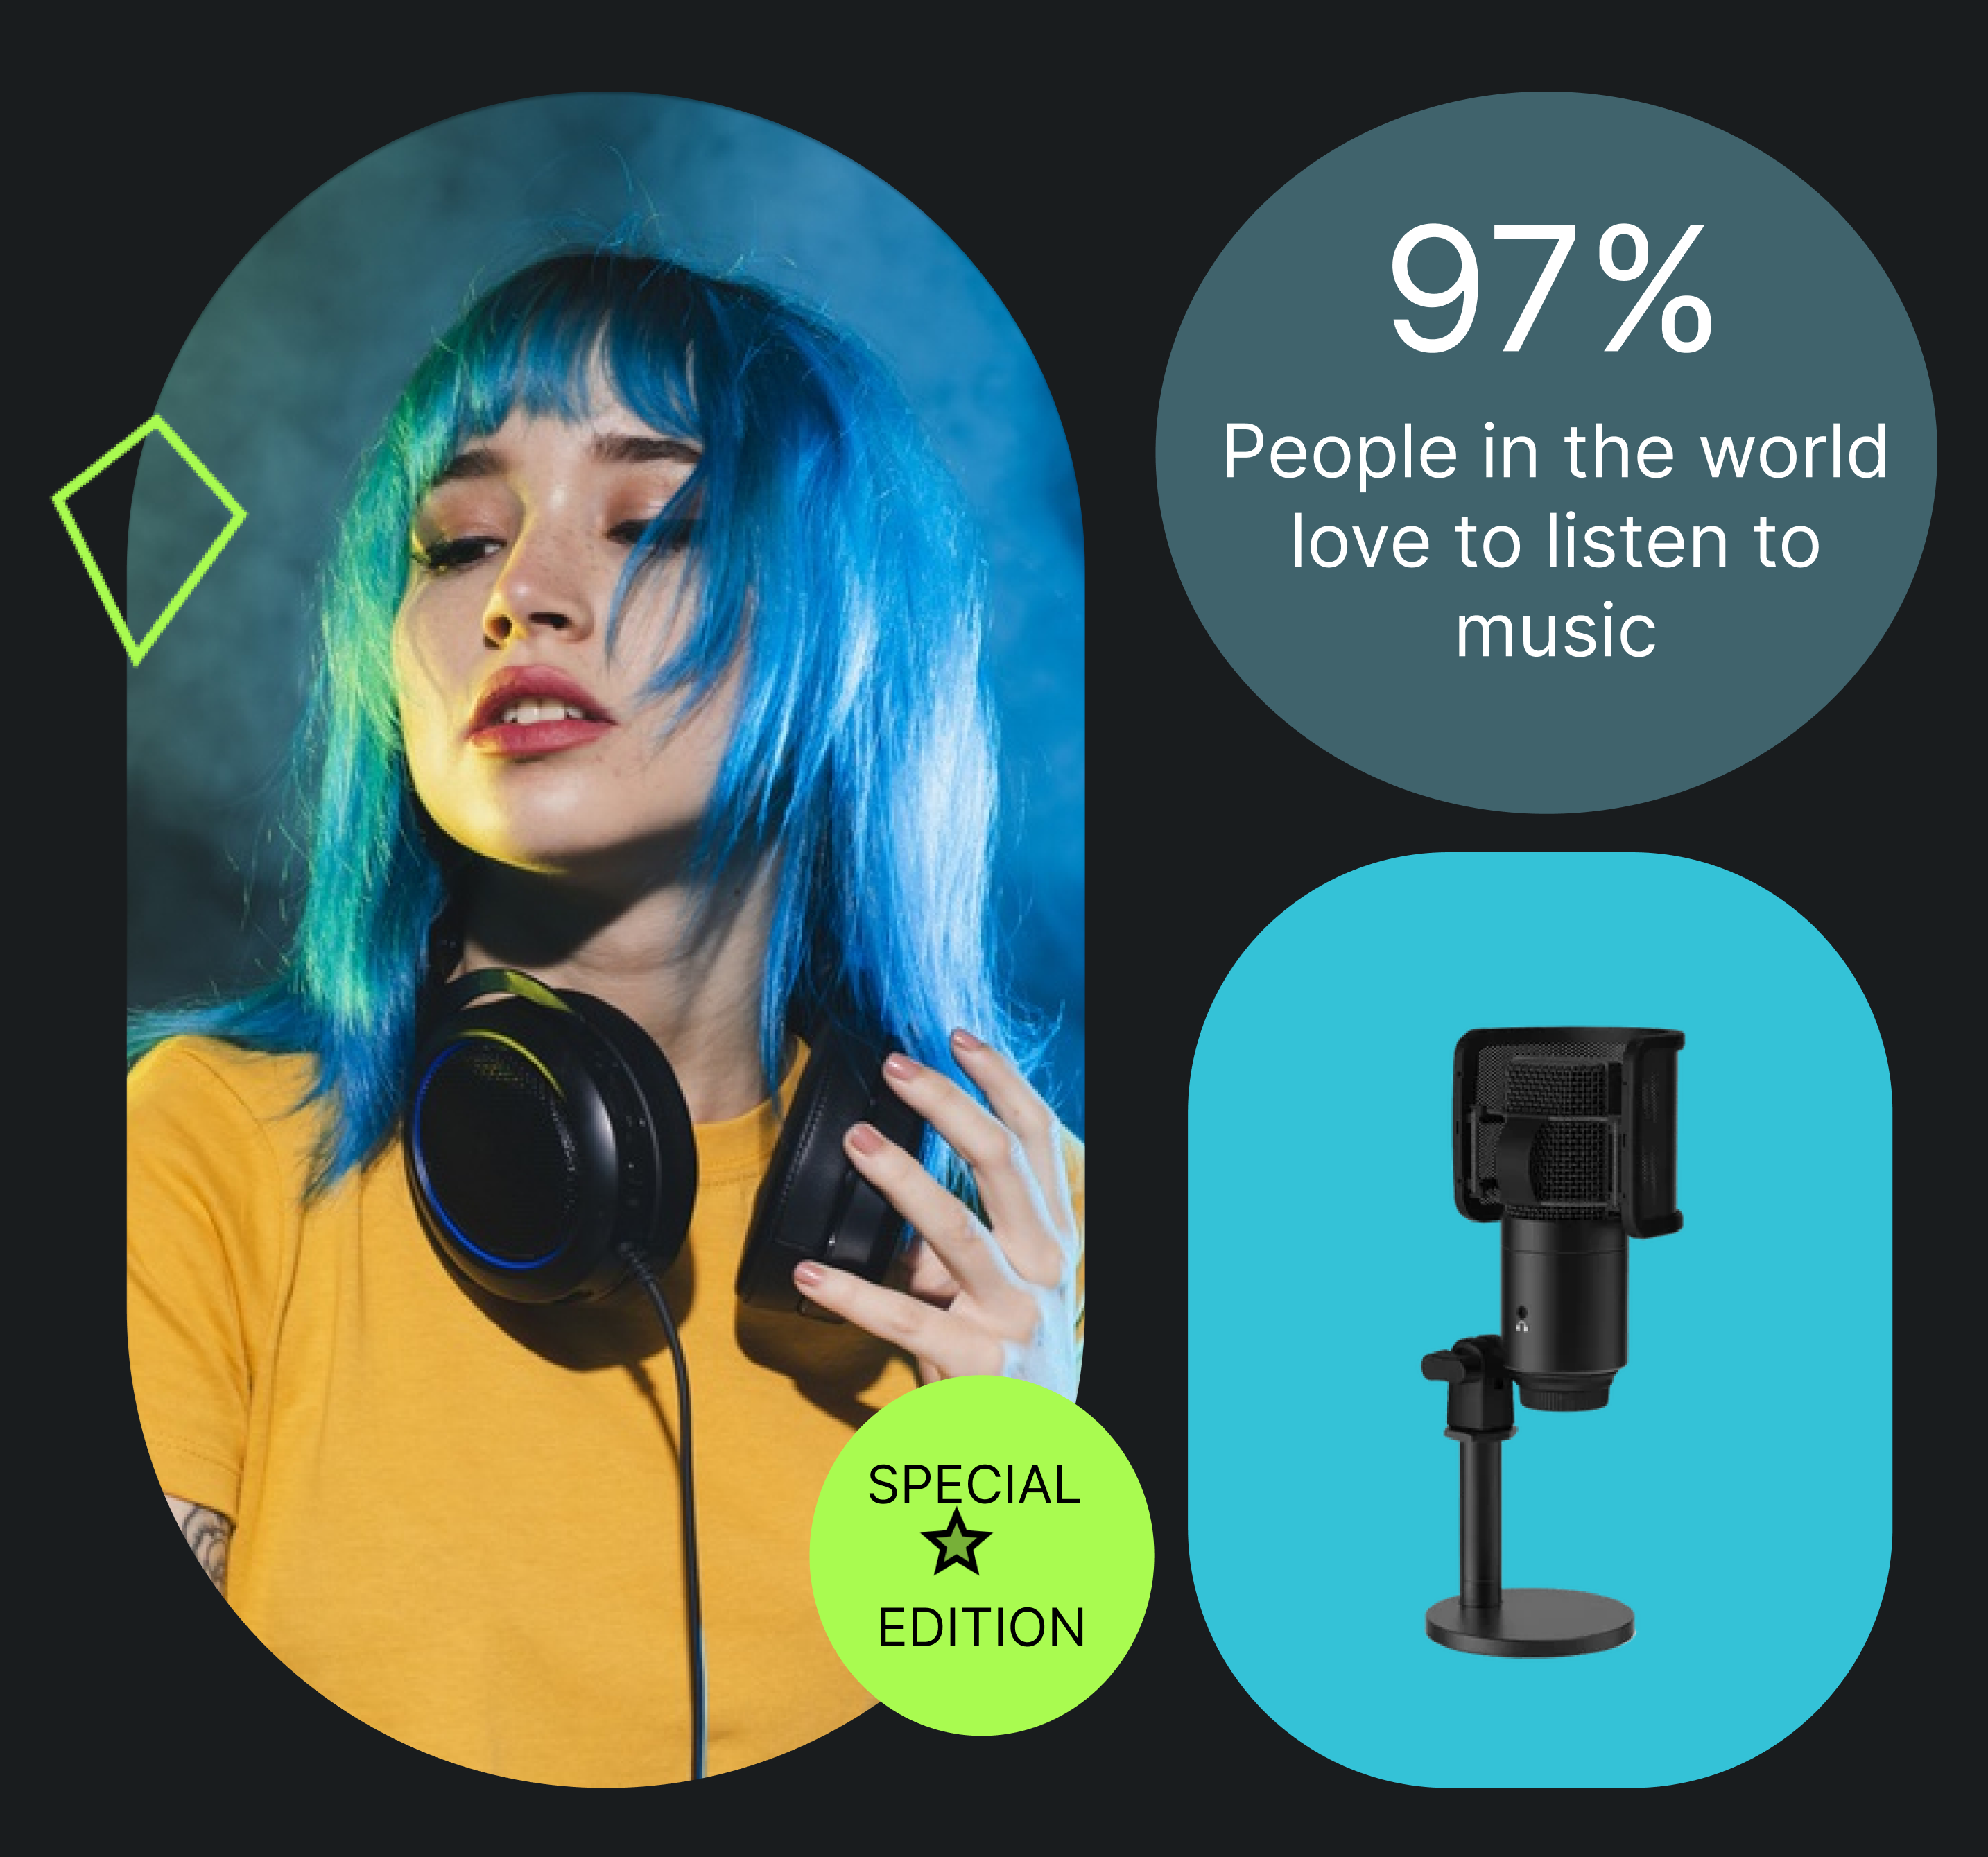 97%
People in the world
love to listen to
music
SPECIAL
EDITION